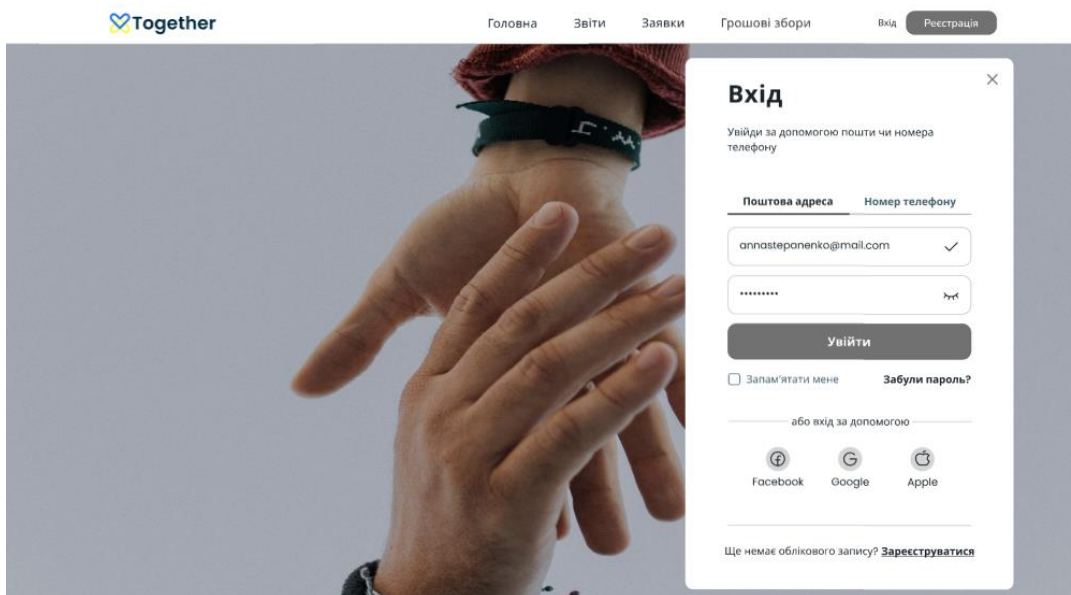 Together
Головна Звіти Заявки Грошові збори Вхід Реєстрація
Вхід
Увійди за допомогою пошти чи номера
телефону
Поштова адреса Номер телефону
annastepanenko@mail.com
•••••••••
Увійти
Запам'ятати мене Забули пароль?
або вхід за допомогою
Facebook Google Apple
Ще немає облікового запису? Зареєструватися